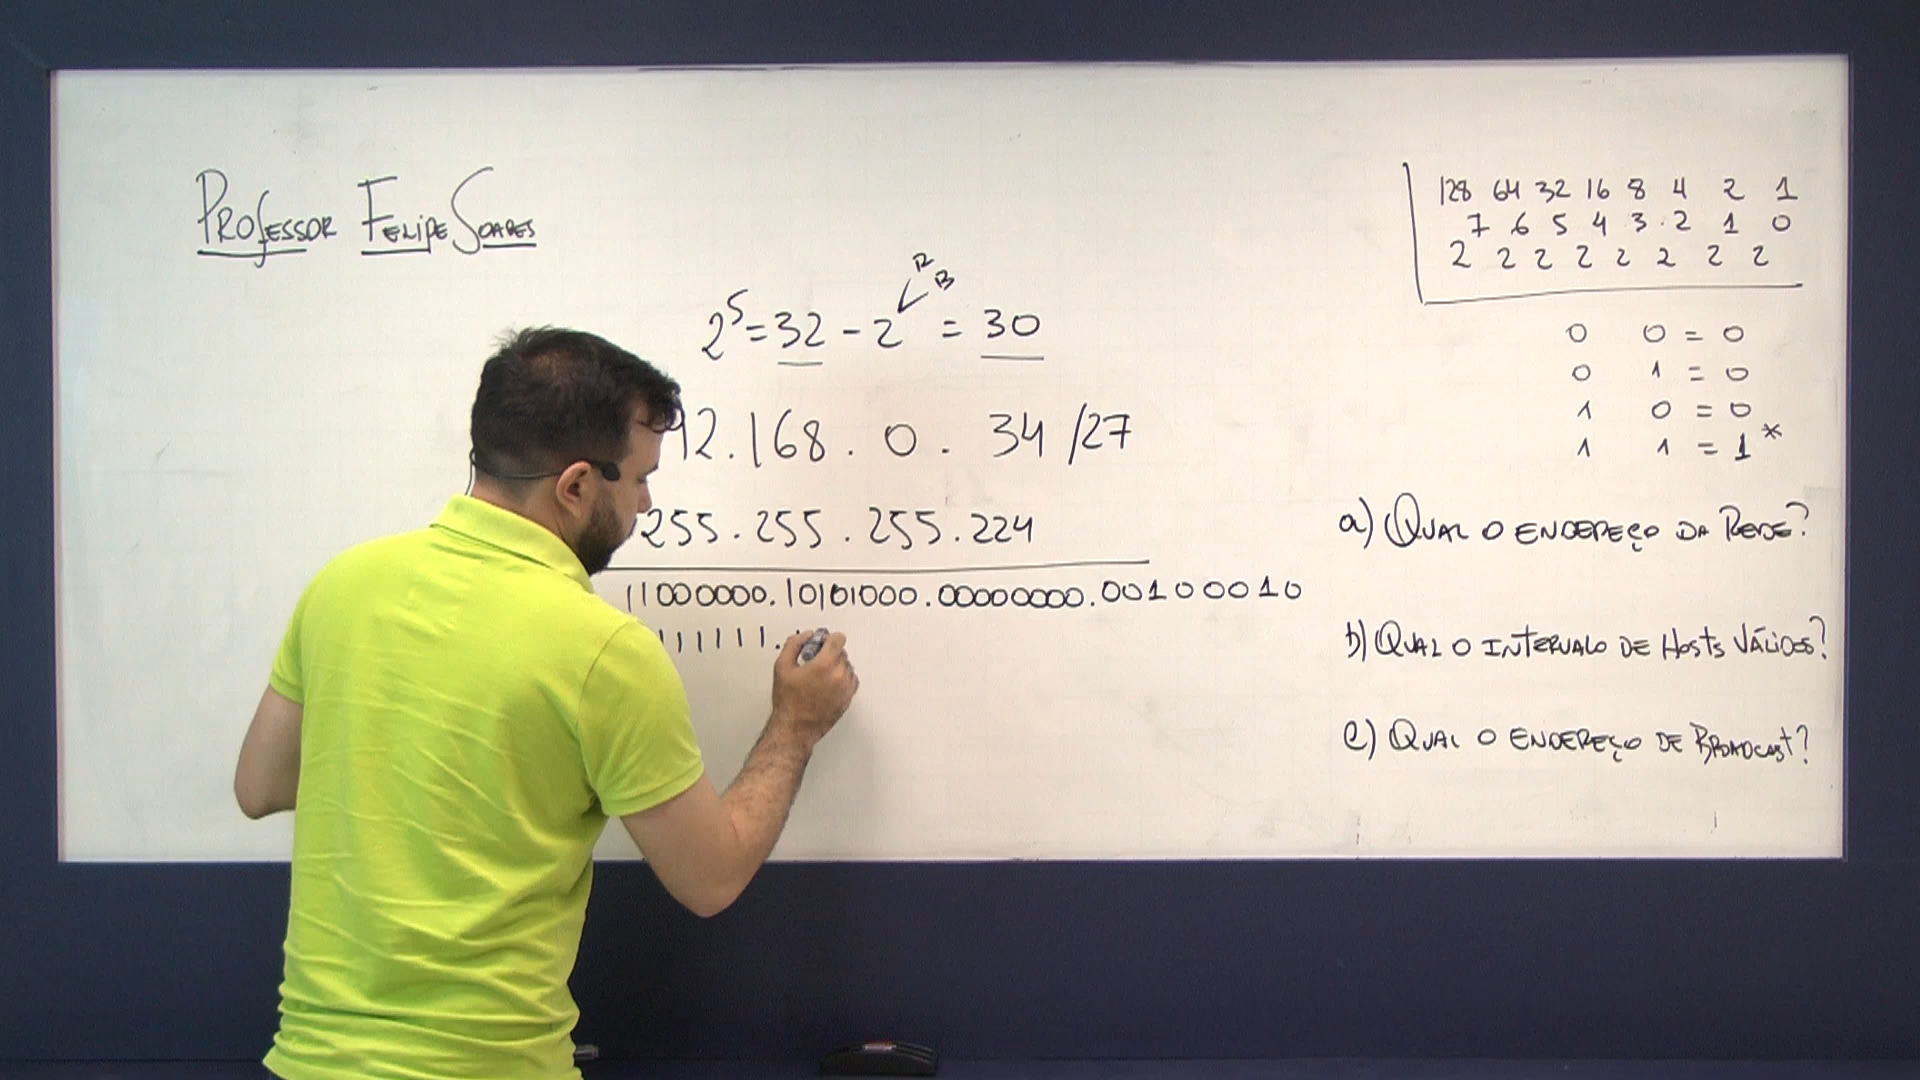 Professor Felipe Soares
R
B
2⁵ = 32 - 2 = 30
92.168.0.34 /27
255.255.255.224
11000000.10101000.00000000.00100010
111111.
128 64 32 16 8 4 2 1
7 6 5 4 3 2 1 0
2 2 2 2 2 2 2 2
0 0 = 0
0 1 = 0
1 0 = 0
1 1 = 1 *
a) Qual o endereço da Rede?
b) Qual o intervalo de Hosts Válidos?
c) Qual o endereço de Broadcast?